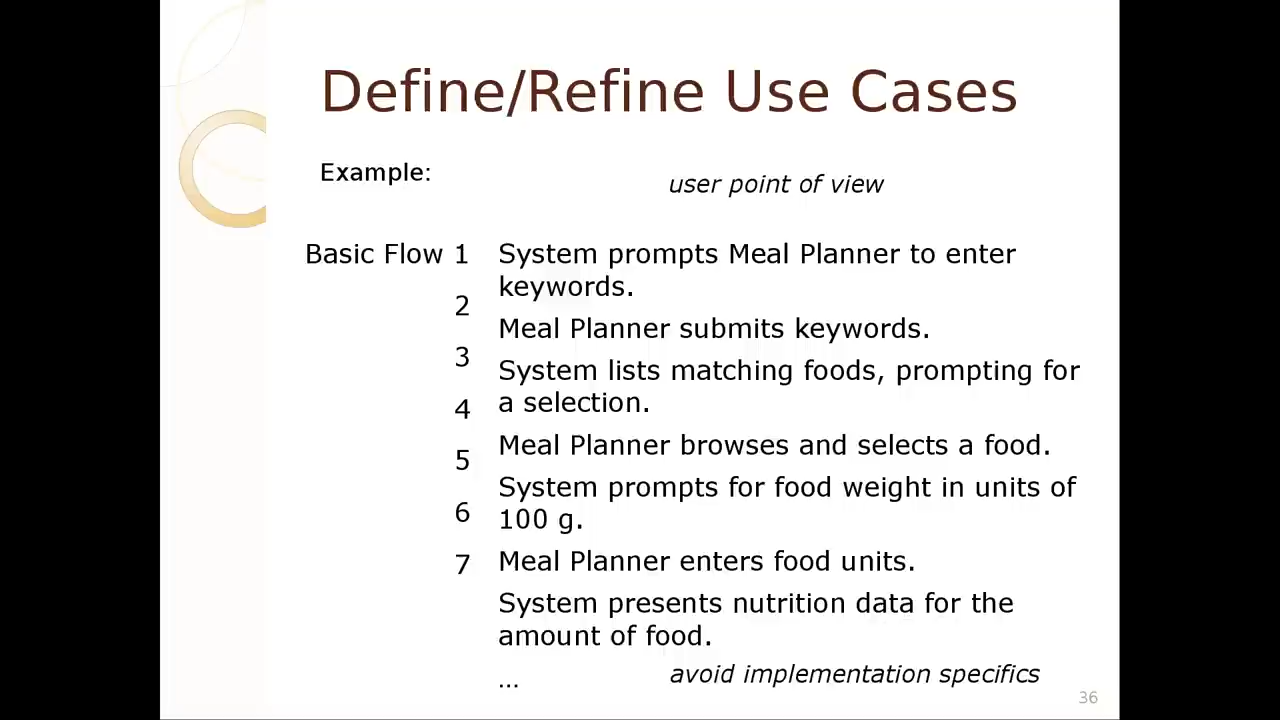 Define/Refine Use Cases
Example:
user point of view
Basic Flow 1 System prompts Meal Planner to enter
keywords.
2
Meal Planner submits keywords.
3
System lists matching foods, prompting for
a selection.
4
Meal Planner browses and selects a food.
5
System prompts for food weight in units of
100 g.
6
Meal Planner enters food units.
7
System presents nutrition data for the
amount of food.
...
avoid implementation specifics
36